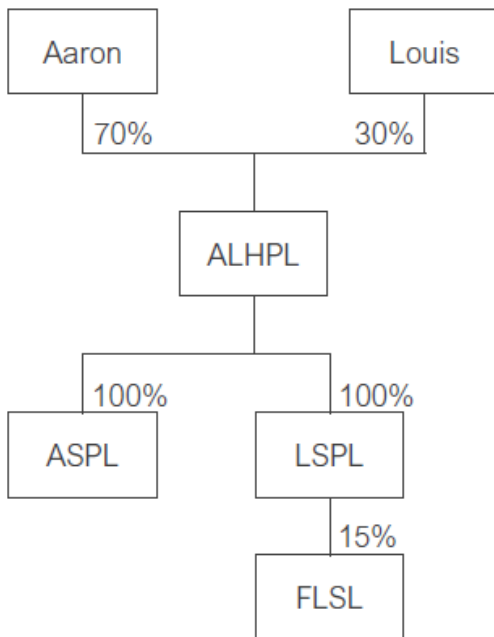 Aaron
Louis
70%
30%
ALHPL
100%
100%
ASPL
LSPL
15%
FLSL